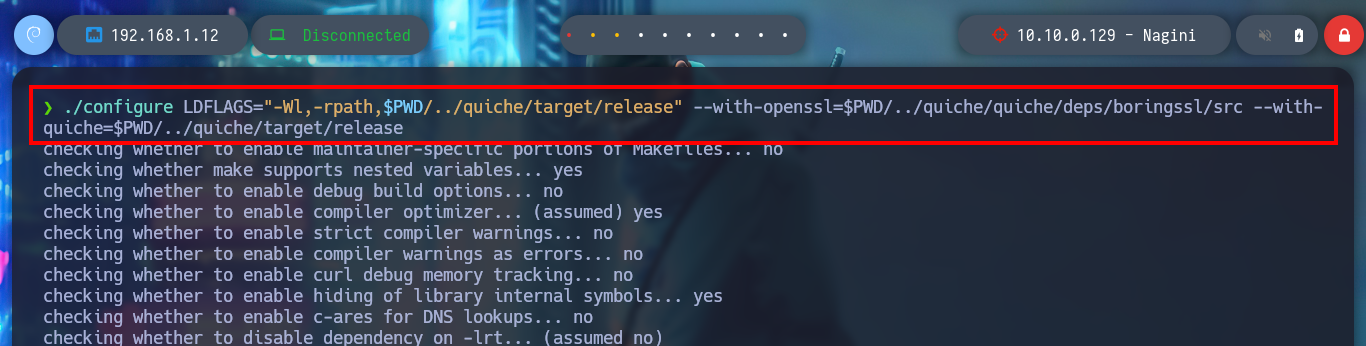 192.168.1.12
Disconnected
10.10.0.129 - Nagini
❯ ./configure LDFLAGS="-Wl,-rpath,$PWD/../quiche/target/release" --with-openssl=$PWD/../quiche/quiche/deps/boringssl/src --with-
quiche=$PWD/../quiche/target/release
checking whether to enable maintainer-specific portions of Makefiles... no
checking whether make supports nested variables... yes
checking whether to enable debug build options... no
checking whether to enable compiler optimizer... (assumed) yes
checking whether to enable strict compiler warnings... no
checking whether to enable compiler warnings as errors... no
checking whether to enable curl debug memory tracking... no
checking whether to enable hiding of library internal symbols... yes
checking whether to enable c-ares for DNS lookups... no
checking whether to disable dependency on -lrt... (assumed no)